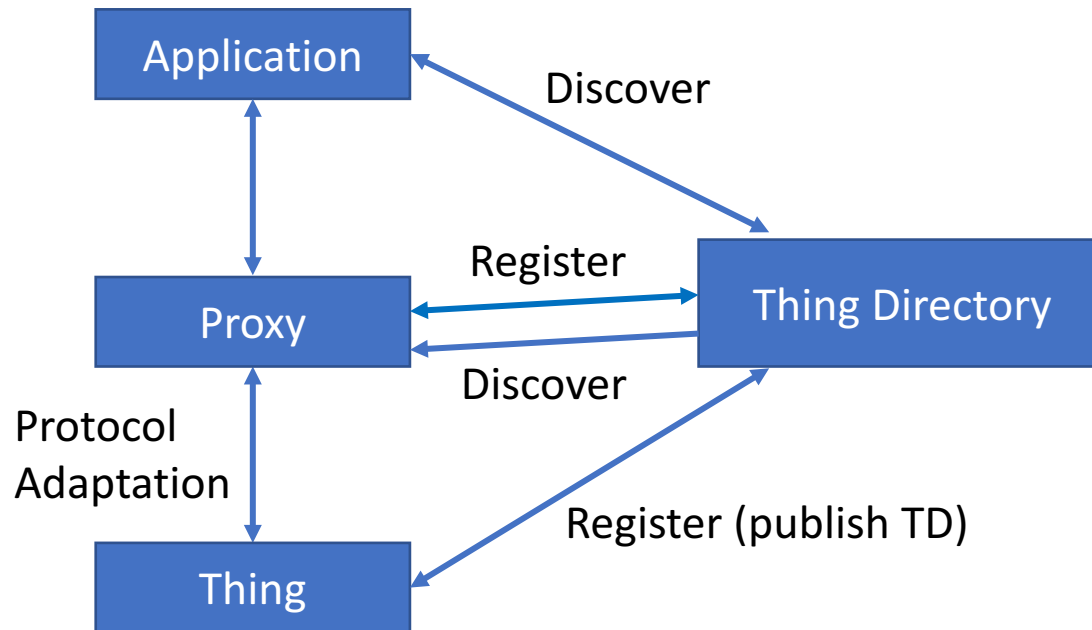 Application
Discover
Register
Proxy
Thing Directory
Discover
Protocol
Adaptation
Register (publish TD)
Thing